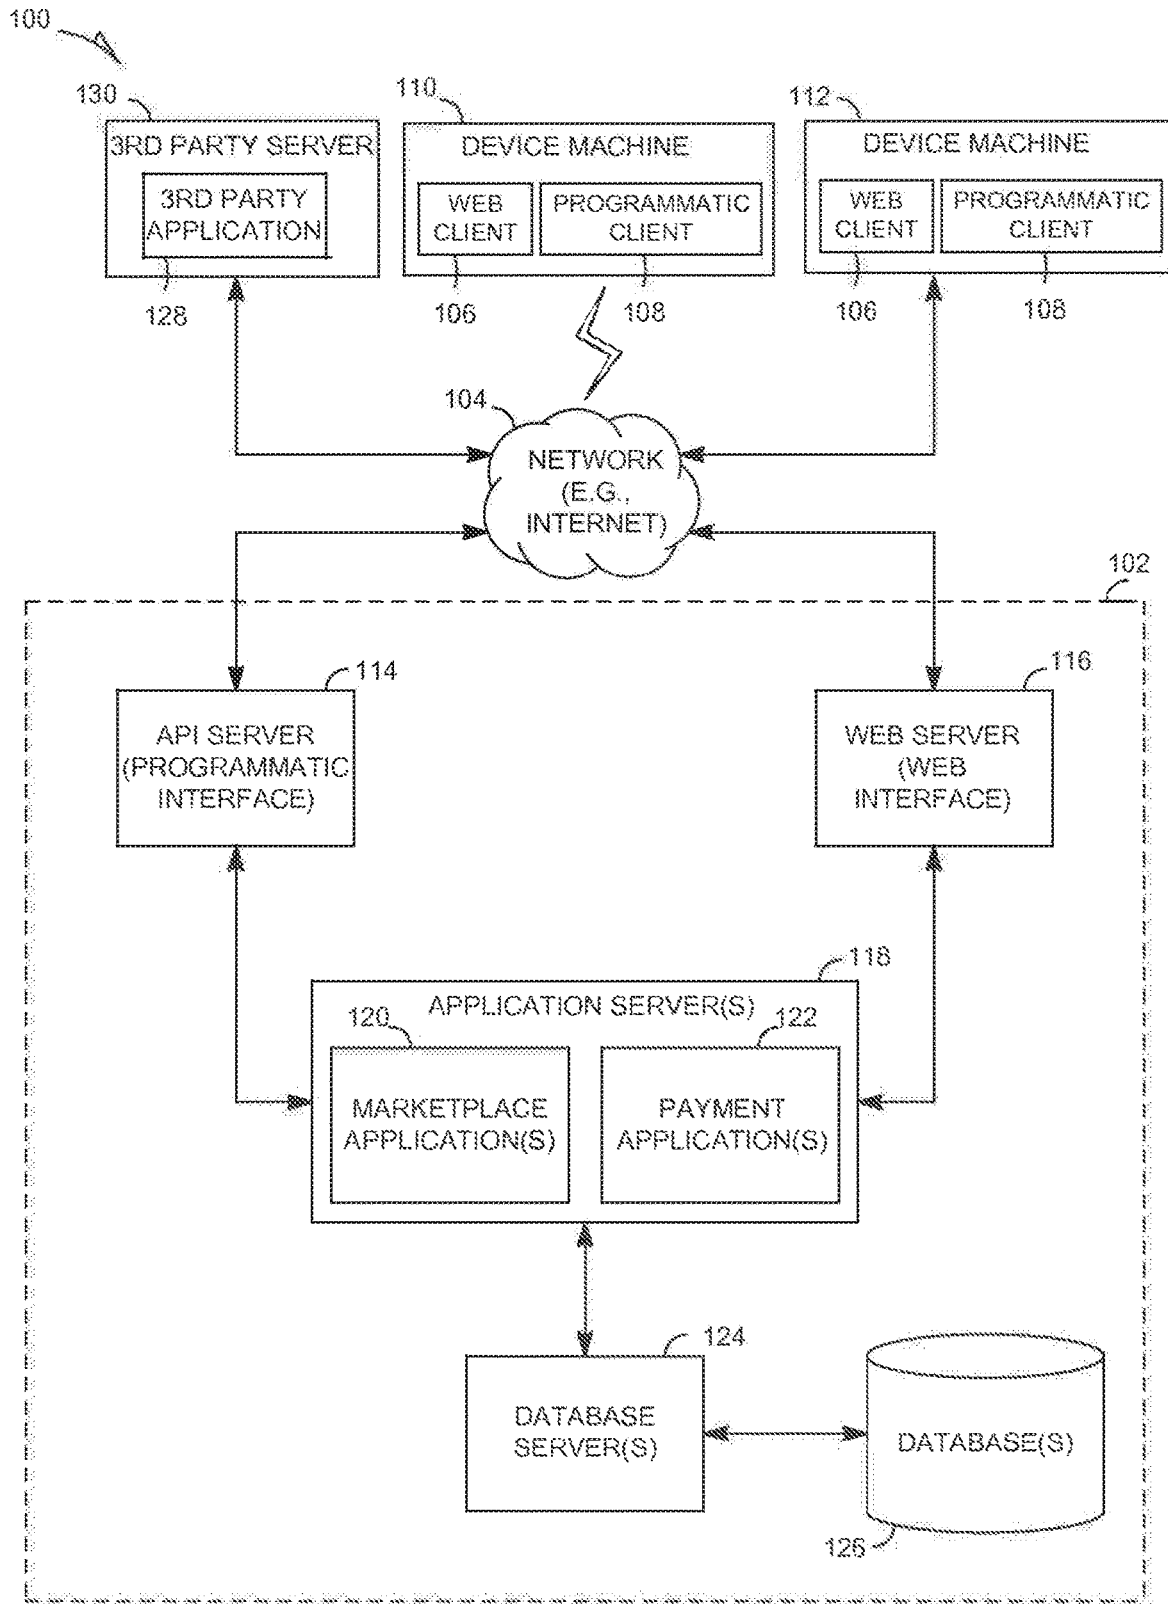 100
130
110
112
3RD PARTY SERVER
3RD PARTY
APPLICATION
128
DEVICE MACHINE
WEB
CLIENT
PROGRAMMATIC
CLIENT
106
108
DEVICE MACHINE
WEB
CLIENT
PROGRAMMATIC
CLIENT
106
108
104
NETWORK
(E.G.,
INTERNET)
102
114
API SERVER
(PROGRAMMATIC
INTERFACE)
116
WEB SERVER
(WEB
INTERFACE)
118
APPLICATION SERVER(S)
120
MARKETPLACE
APPLICATION(S)
122
PAYMENT
APPLICATION(S)
124
DATABASE
SERVER(S)
DATABASE(S)
126